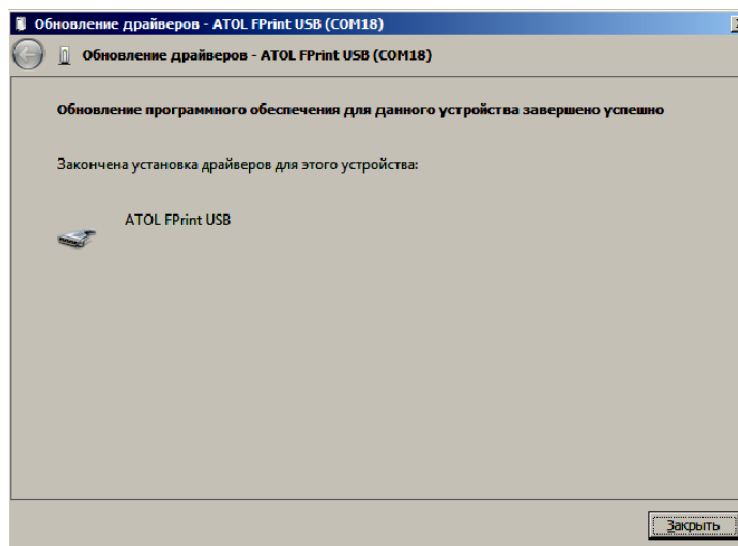 Обновление драйверов - ATOL FPrint USB (COM18)
Обновление драйверов - ATOL FPrint USB (COM18)
Обновление программного обеспечения для данного устройства завершено успешно
Закончена установка драйверов для этого устройства:
ATOL FPrint USB
Закрыть